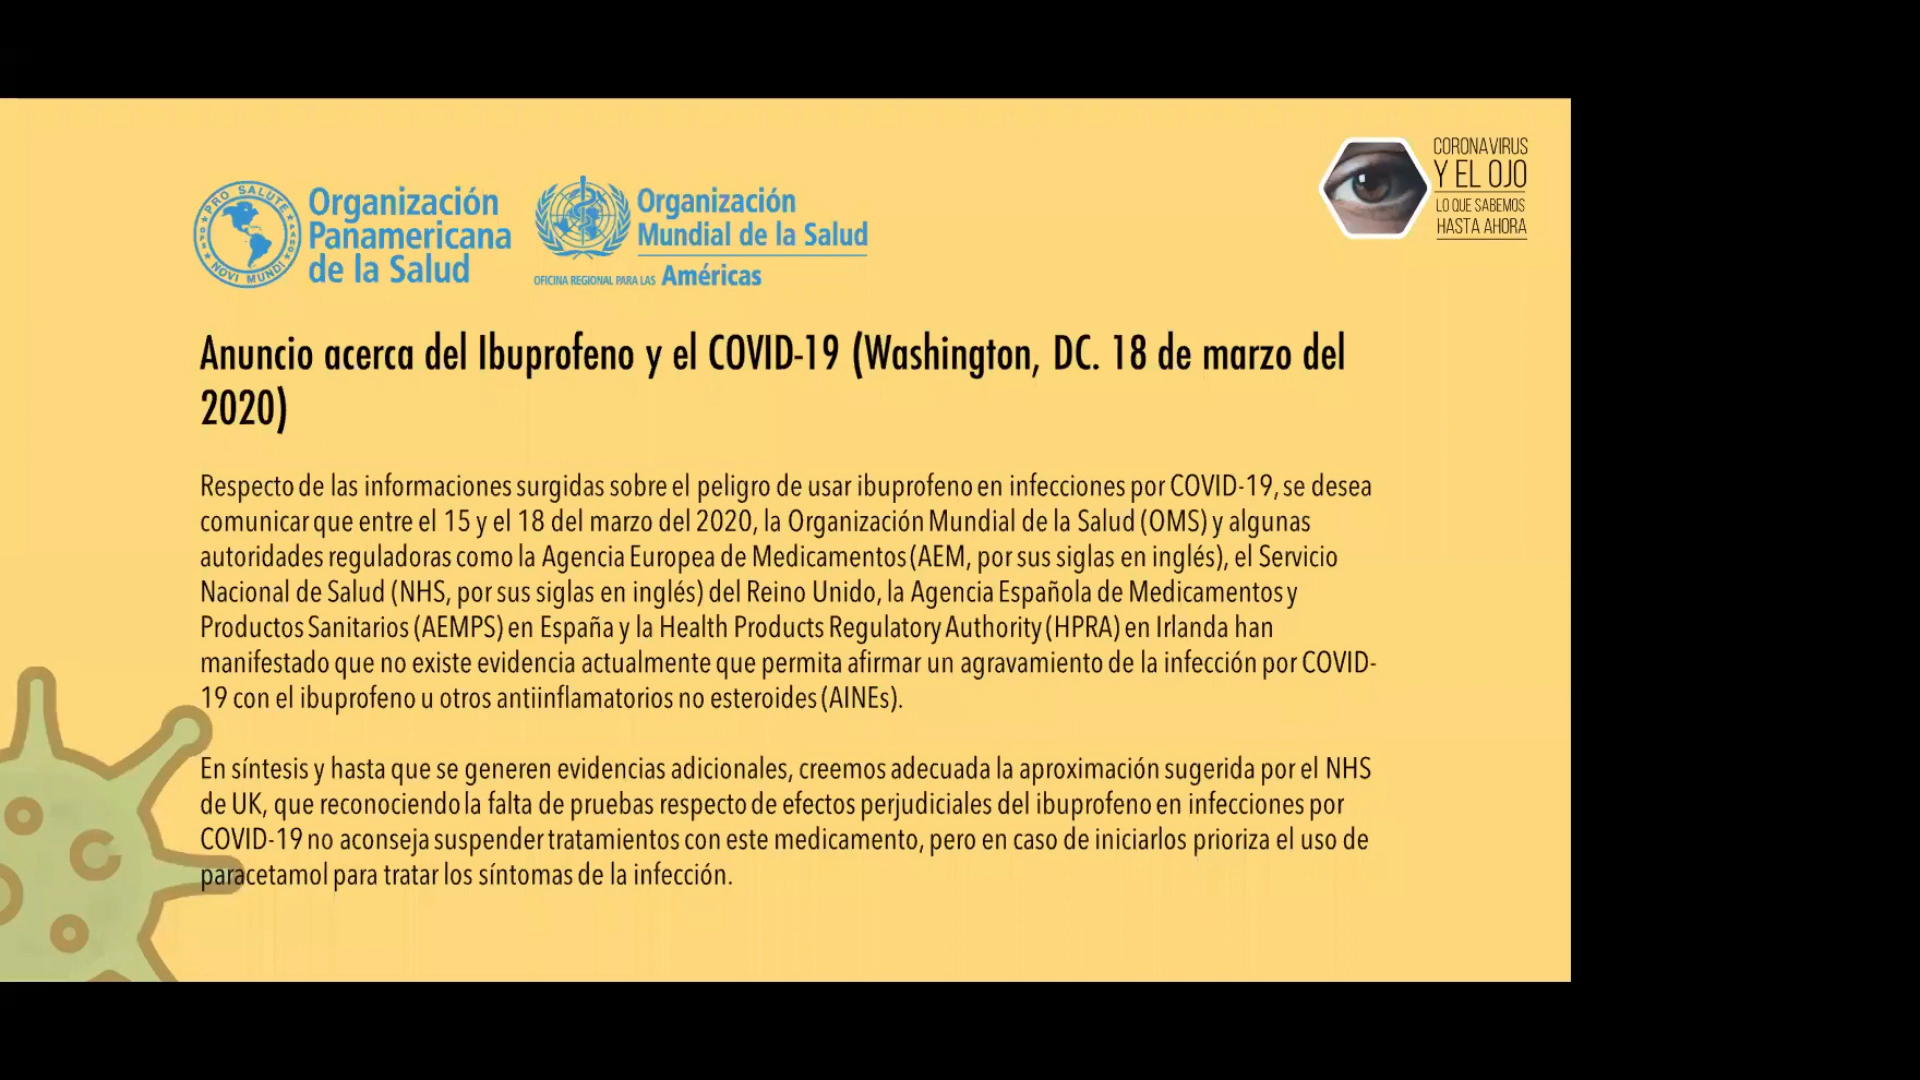 PRO SALUTE
NOVI MUNDI
Organización
Panamericana
de la Salud
Organización
Mundial de la Salud
OFICINA REGIONAL PARA LAS Américas
CORONAVIRUS
Y EL OJO
LO QUE SABEMOS
HASTA AHORA
Anuncio acerca del Ibuprofeno y el COVID-19 (Washington, DC. 18 de marzo del
2020)
Respecto de las informaciones surgidas sobre el peligro de usar ibuprofeno en infecciones por COVID-19, se desea
comunicar que entre el 15 y el 18 del marzo del 2020, la Organización Mundial de la Salud (OMS) y algunas
autoridades reguladoras como la Agencia Europea de Medicamentos (AEM, por sus siglas en inglés), el Servicio
Nacional de Salud (NHS, por sus siglas en inglés) del Reino Unido, la Agencia Española de Medicamentos y
Productos Sanitarios (AEMPS) en España y la Health Products Regulatory Authority (HPRA) en Irlanda han
manifestado que no existe evidencia actualmente que permita afirmar un agravamiento de la infección por COVID-
19 con el ibuprofeno u otros antiinflamatorios no esteroides (AINEs).
En síntesis y hasta que se generen evidencias adicionales, creemos adecuada la aproximación sugerida por el NHS
de UK, que reconociendo la falta de pruebas respecto de efectos perjudiciales del ibuprofeno en infecciones por
COVID-19 no aconseja suspender tratamientos con este medicamento, pero en caso de iniciarlos prioriza el uso de
paracetamol para tratar los síntomas de la infección.